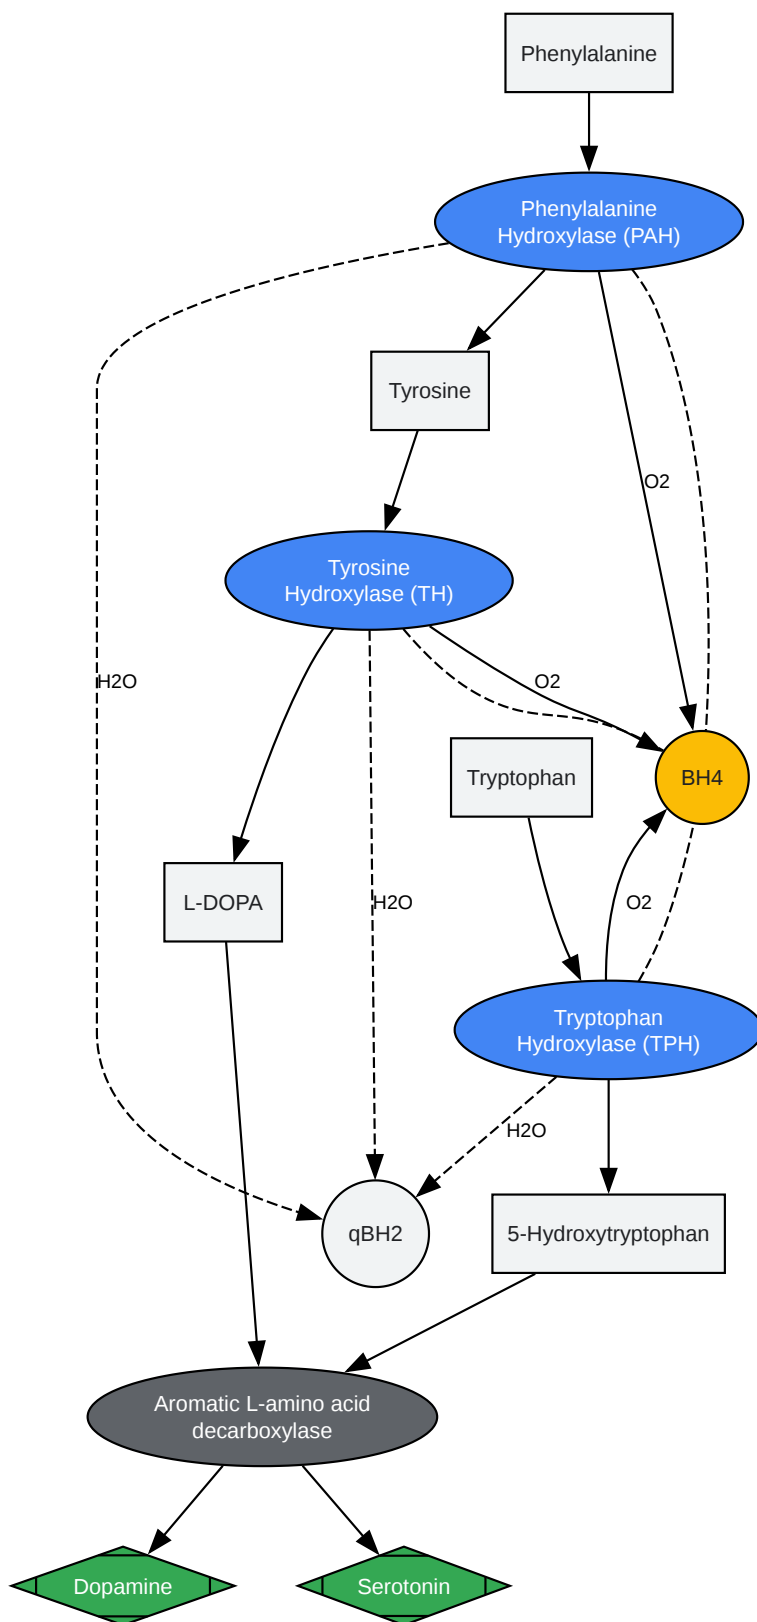 Phenylalanine
Phenylalanine
Hydroxylase (PAH)
Tyrosine
O2
Tyrosine
Hydroxylase (TH)
H2O
O2
Tryptophan
BH4
L-DOPA
H2O
O2
Tryptophan
Hydroxylase (TPH)
H2O
qBH2
5-Hydroxytryptophan
Aromatic L-amino acid
decarboxylase
Dopamine
Serotonin